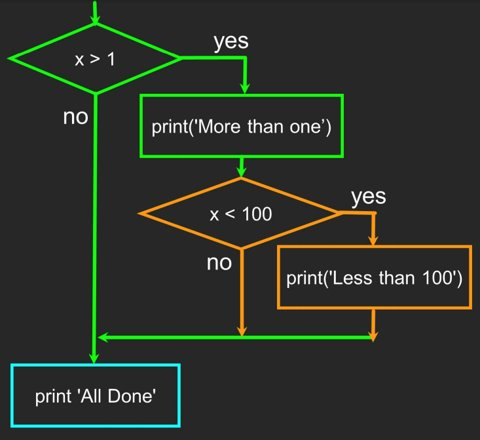 yes
x > 1
no
print('More than one’)
yes
x < 100
no
print('Less than 100')
print 'All Done'